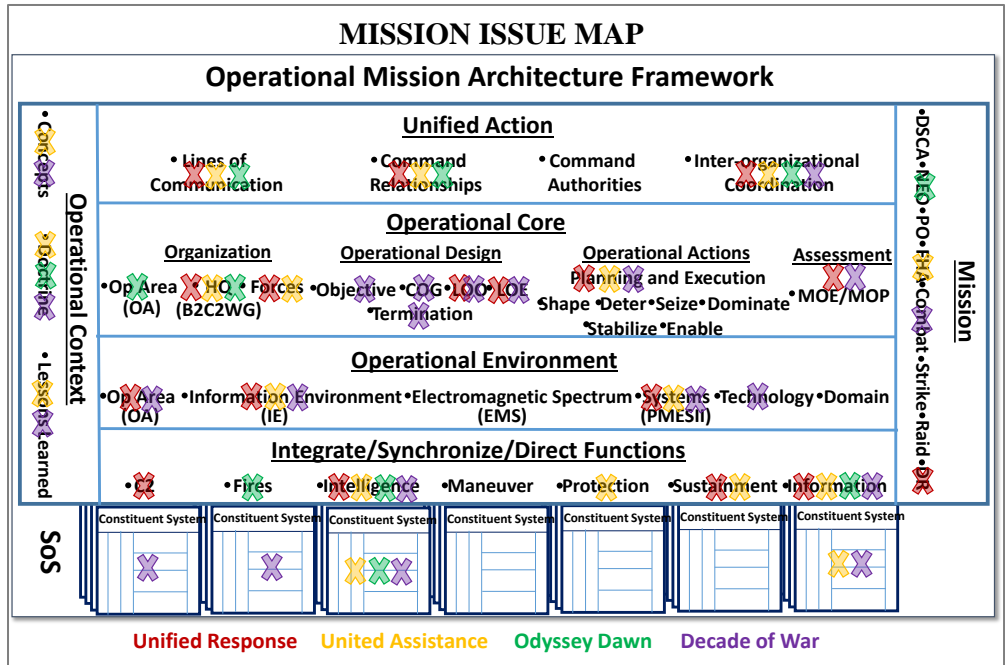 MISSION ISSUE MAP
Operational Mission Architecture Framework
•Concepts •Doctrine •Lessons Learned
Operational Context
Unified Action
•Lines of
Communication
•Command
Relationships
•Command
Authorities
•Inter-organizational
Coordination
Operational Core
Organization
•Op Area
(OA)
•HQ
(B2C2WG)
•Forces
Operational Design
•Objective •COG •LOO •LOE
•Termination
Operational Actions
Planning and Execution
Shape •Deter •Seize •Dominate
•Stabilize •Enable
Assessment
•MOE/MOP
Operational Environment
•Op Area
(OA)
•Information Environment
(IE)
•Electromagnetic Spectrum
(EMS)
•Systems
(PMESII)
•Technology •Domain
Integrate/Synchronize/Direct Functions
•C2 •Fires •Intelligence •Maneuver •Protection •Sustainment •Information
•DSCA•NEO•PO•FHA•Combat•Strike•Raid•DR
Mission
SoS
Constituent System Constituent System Constituent System Constituent System Constituent System Constituent System Constituent System
Unified Response United Assistance Odyssey Dawn Decade of War